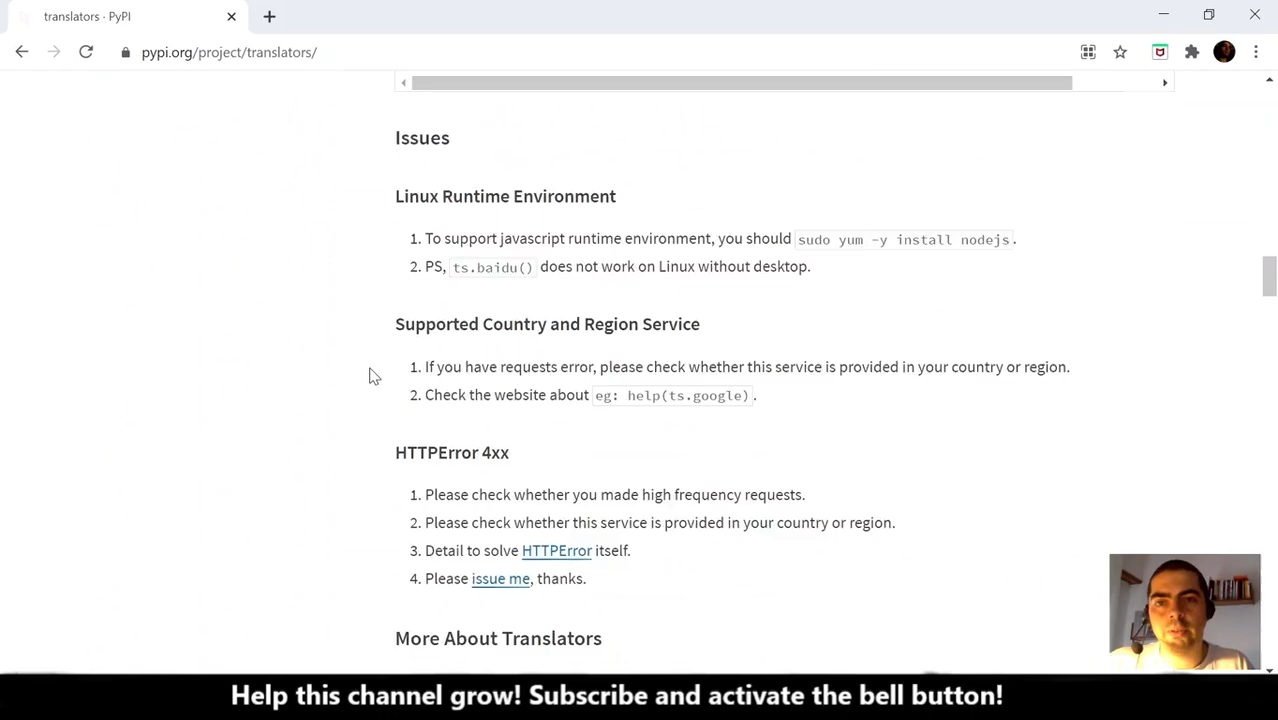 translators · PyPI
pypi.org/project/translators/
Issues
Linux Runtime Environment
1. To support javascript runtime environment, you should sudo yum -y install nodejs.
2. PS, ts.baidu() does not work on Linux without desktop.
Supported Country and Region Service
1. If you have requests error, please check whether this service is provided in your country or region.
2. Check the website about eg: help(ts.google).
HTTPError 4xx
1. Please check whether you made high frequency requests.
2. Please check whether this service is provided in your country or region.
3. Detail to solve HTTPError itself.
4. Please issue me, thanks.
More About Translators
Help this channel grow! Subscribe and activate the bell button!